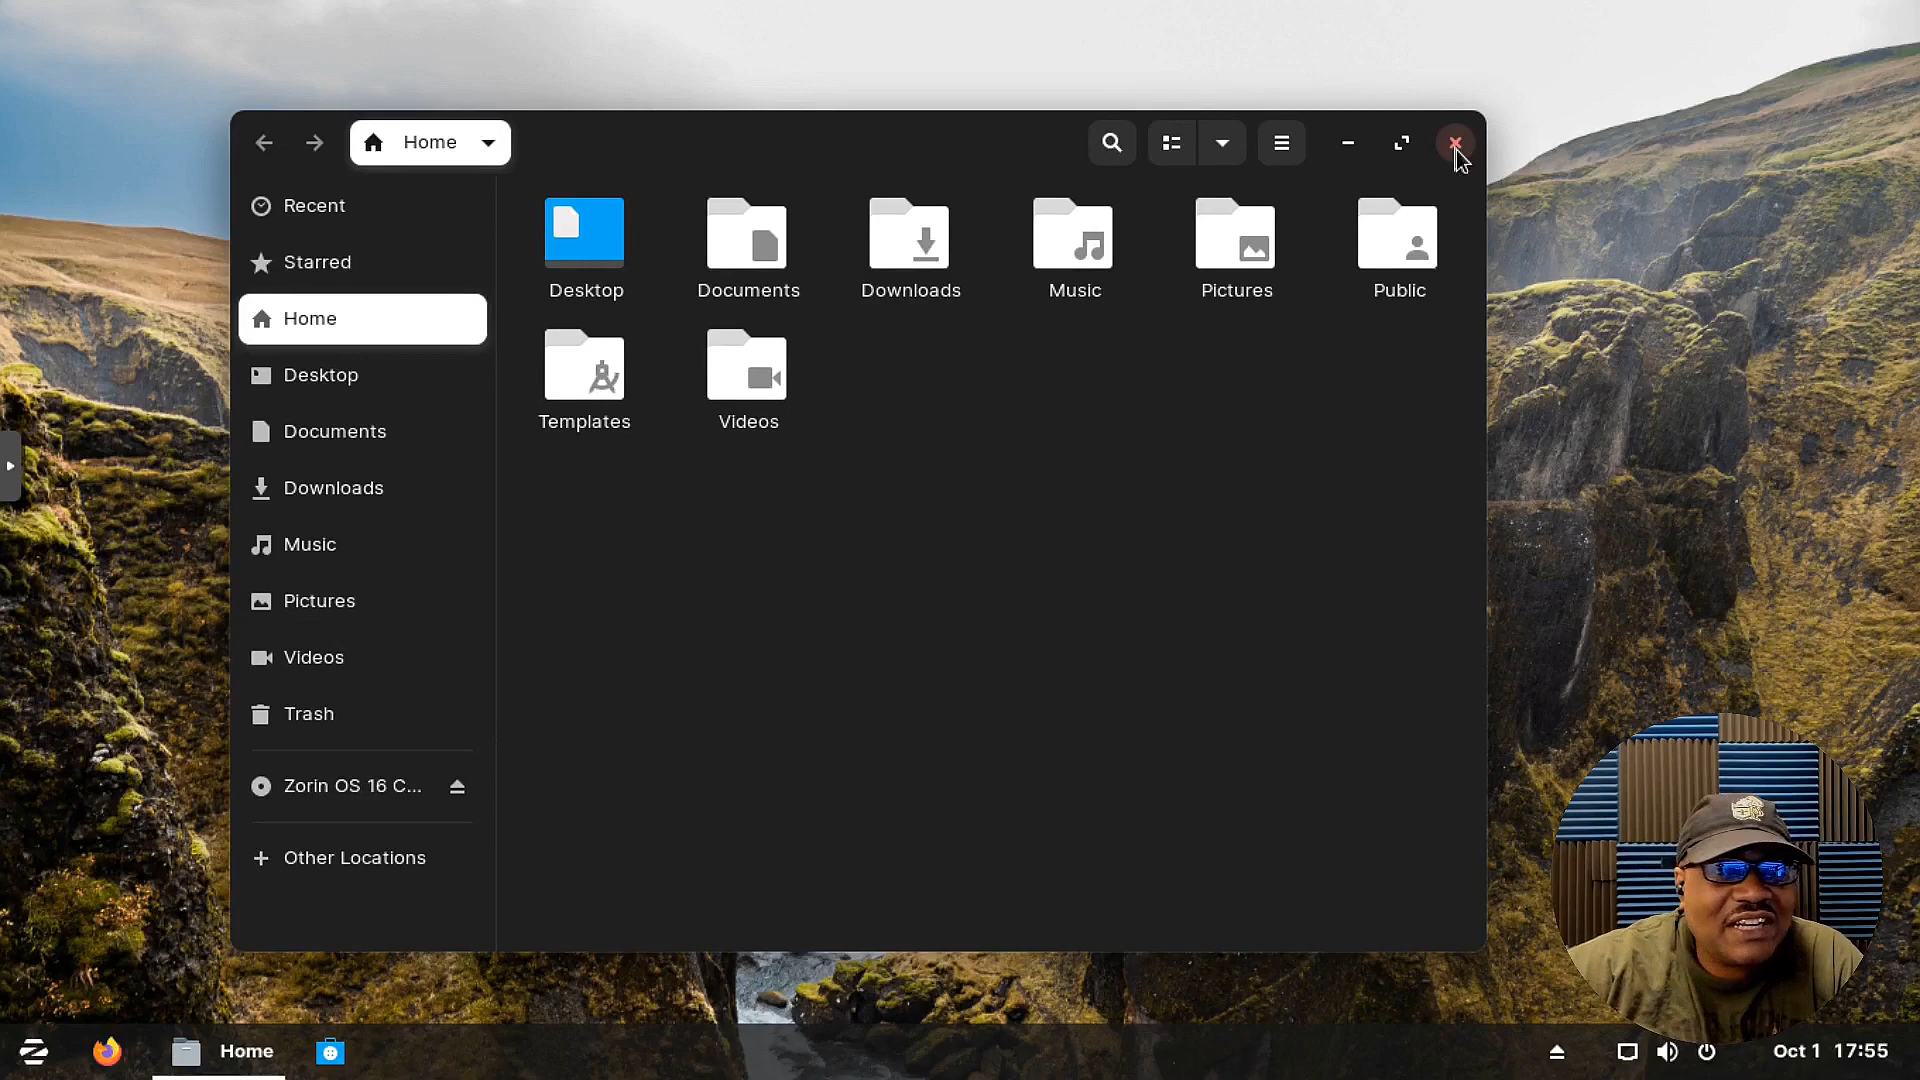 Home
Recent
Starred
Home
Desktop
Documents
Downloads
Music
Pictures
Videos
Trash
Zorin OS 16 C...
Other Locations
Desktop
Documents
Downloads
Music
Pictures
Public
Templates
Videos
Home
Oct 1 17:55